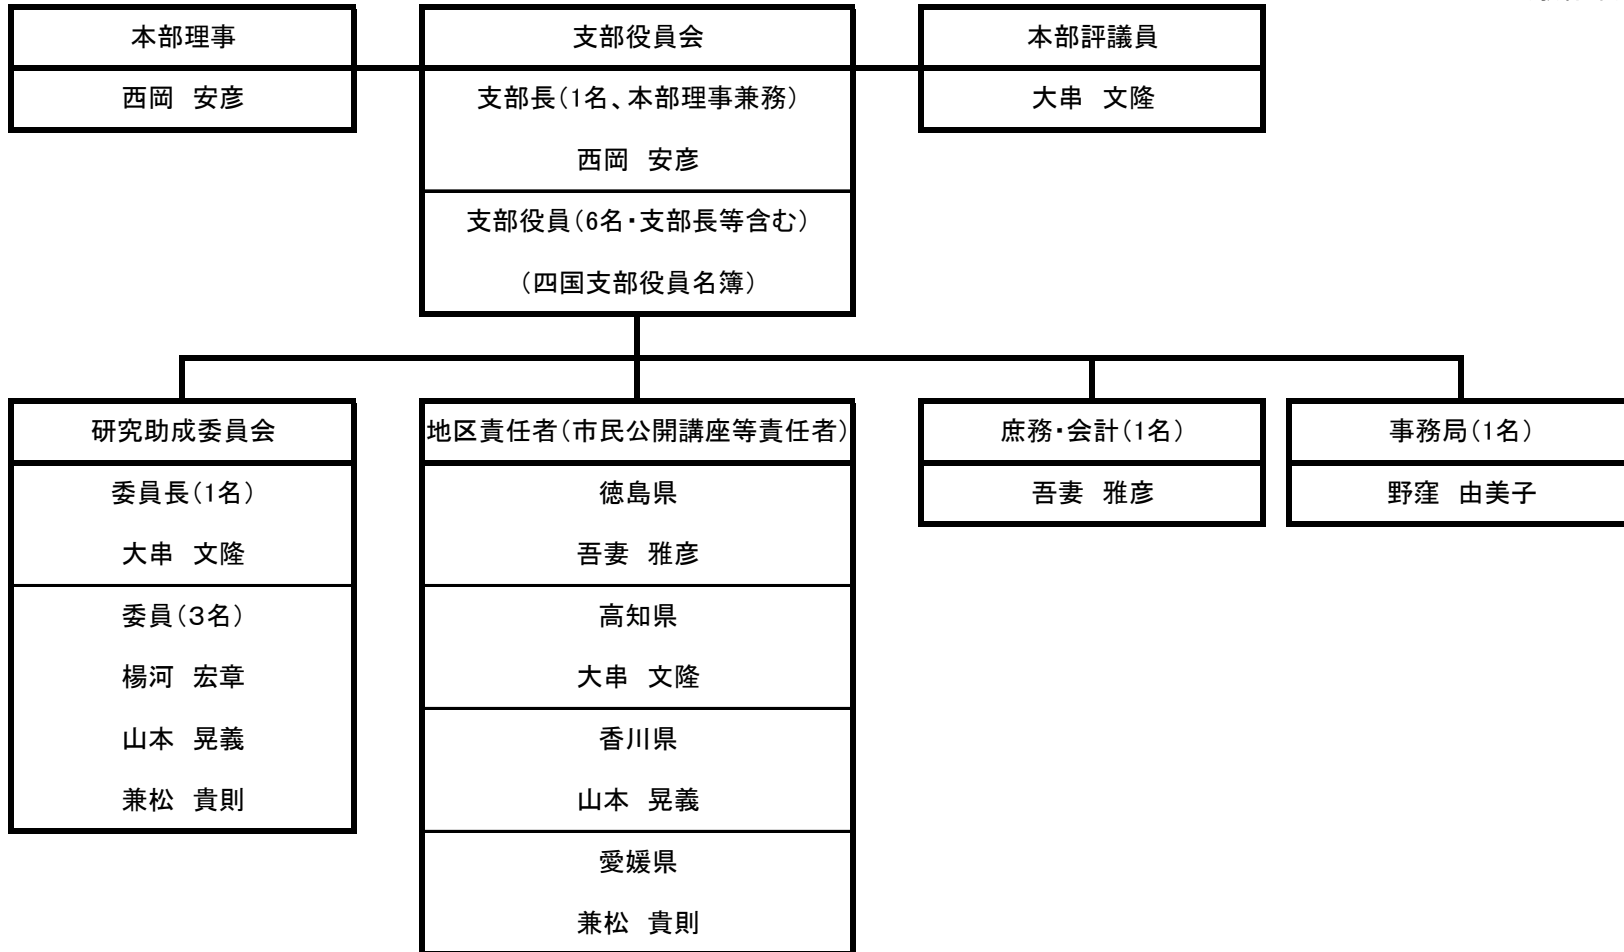 本部理事
西岡　安彦
支部役員会
支部長(1名、本部理事兼務)
西岡　安彦
支部役員(6名・支部長等含む)
(四国支部役員名簿)
本部評議員
大串　文隆
研究助成委員会
委員長(1名)
大串　文隆
委員(３名)
楊河　宏章
山本　晃義
兼松　貴則
地区責任者(市民公開講座等責任者)
徳島県
吾妻　雅彦
高知県
大串　文隆
香川県
山本　晃義
愛媛県
兼松　貴則
庶務・会計(1名)
吾妻　雅彦
事務局(1名)
野窪　由美子